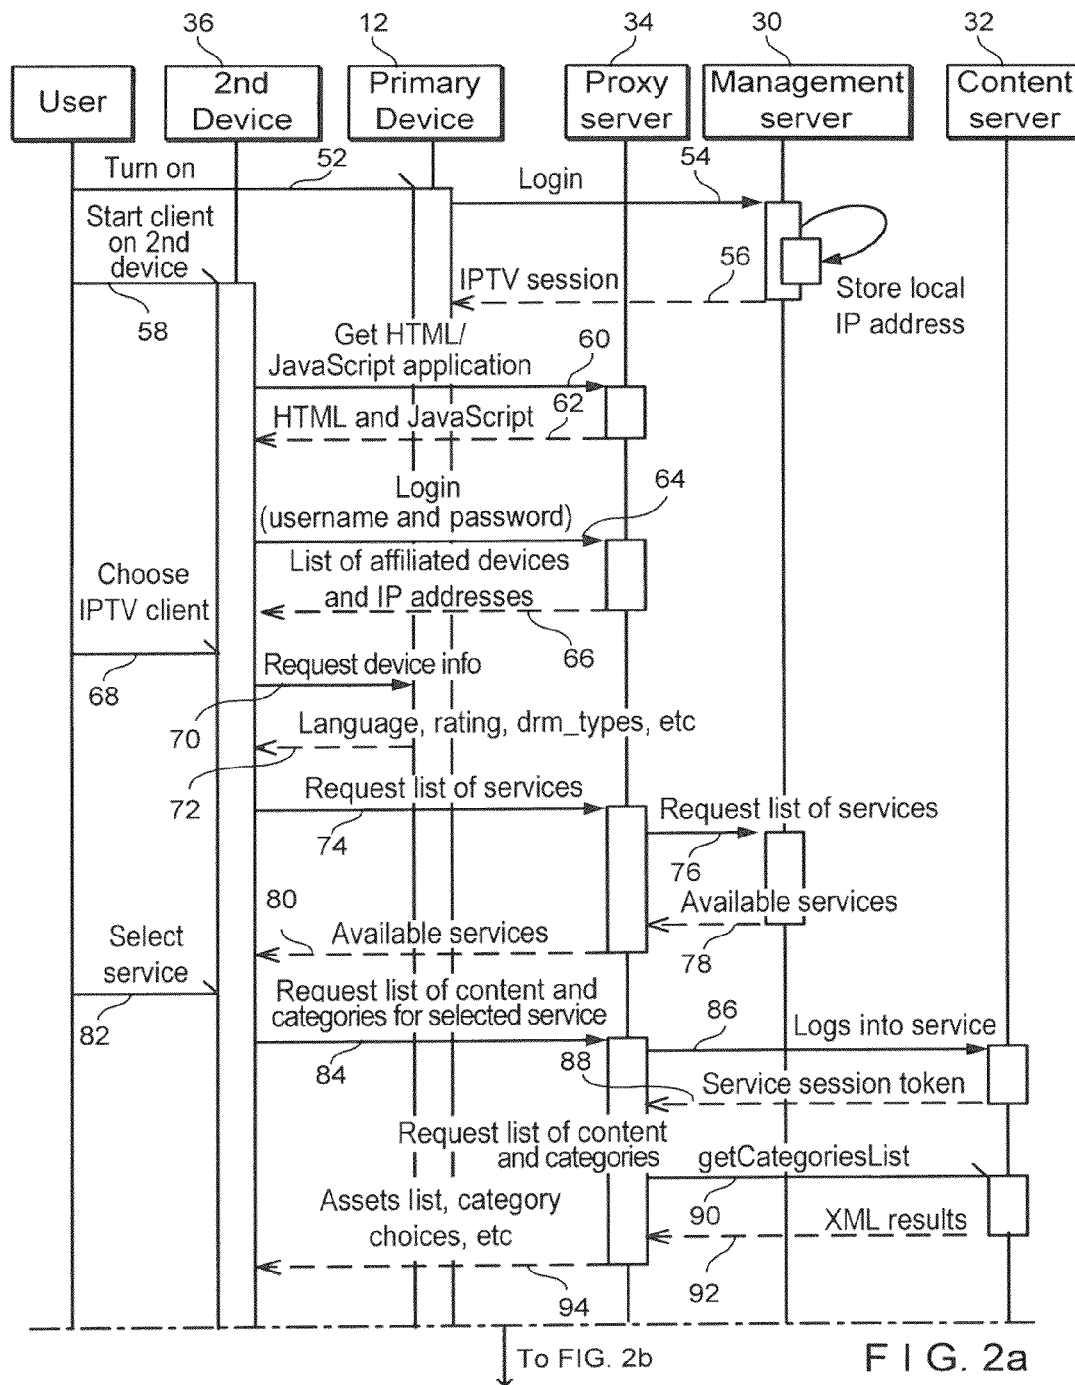 36
12
34
30
32
User
2nd
Device
Primary
Device
Proxy
server
Management
server
Content
server
Turn on
52
Login
54
Start client
on 2nd
device
58
IPTV session
56
Store local
IP address
Get HTML/
JavaScript application
60
HTML and JavaScript
62
Login
(username and password)
64
List of affiliated devices
and IP addresses
66
Choose
IPTV client
68
Request device info
70
Language, rating, drm_types, etc
72
Request list of services
74
Request list of services
76
Available services
78
80
Available services
Select
service
82
Request list of content and
categories for selected service
84
86
Logs into service
88
Service session token
Request list of content
and categories
getCategoriesList
90
XML results
92
Assets list, category
choices, etc
94
To FIG. 2b
F I G. 2a